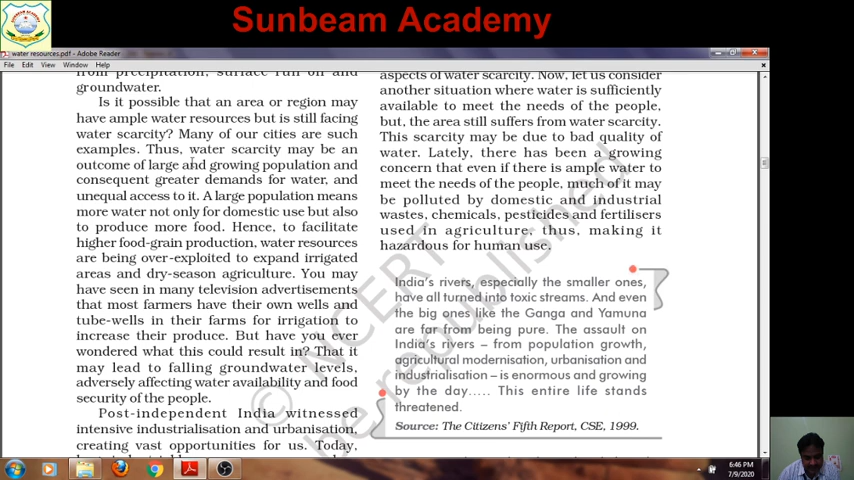 Sunbeam Academy
water resources.pdf - Adobe Reader
File Edit View Window Help
from precipitation, surface run off and
groundwater.
Is it possible that an area or region may
have ample water resources but is still facing
water scarcity? Many of our cities are such
examples. Thus, water scarcity may be an
outcome of large and growing population and
consequent greater demands for water, and
unequal access to it. A large population means
more water not only for domestic use but also
to produce more food. Hence, to facilitate
higher food-grain production, water resources
are being over-exploited to expand irrigated
areas and dry-season agriculture. You may
have seen in many television advertisements
that most farmers have their own wells and
tube-wells in their farms for irrigation to
increase their produce. But have you ever
wondered what this could result in? That it
may lead to falling groundwater levels,
adversely affecting water availability and food
security of the people.
Post-independent India witnessed
intensive industrialisation and urbanisation,
creating vast opportunities for us. Today,
aspects of water scarcity. Now, let us consider
another situation where water is sufficiently
available to meet the needs of the people,
but, the area still suffers from water scarcity.
This scarcity may be due to bad quality of
water. Lately, there has been a growing
concern that even if there is ample water to
meet the needs of the people, much of it may
be polluted by domestic and industrial
wastes, chemicals, pesticides and fertilisers
used in agriculture, thus, making it
hazardous for human use.
India's rivers, especially the smaller ones,
have all turned into toxic streams. And even
the big ones like the Ganga and Yamuna
are far from being pure. The assault on
India's rivers – from population growth,
agricultural modernisation, urbanisation and
industrialisation – is enormous and growing
by the day..... This entire life stands
threatened.
Source: The Citizens' Fifth Report, CSE, 1999.
© NCERT
be republished
6:46 PM
7/9/2020